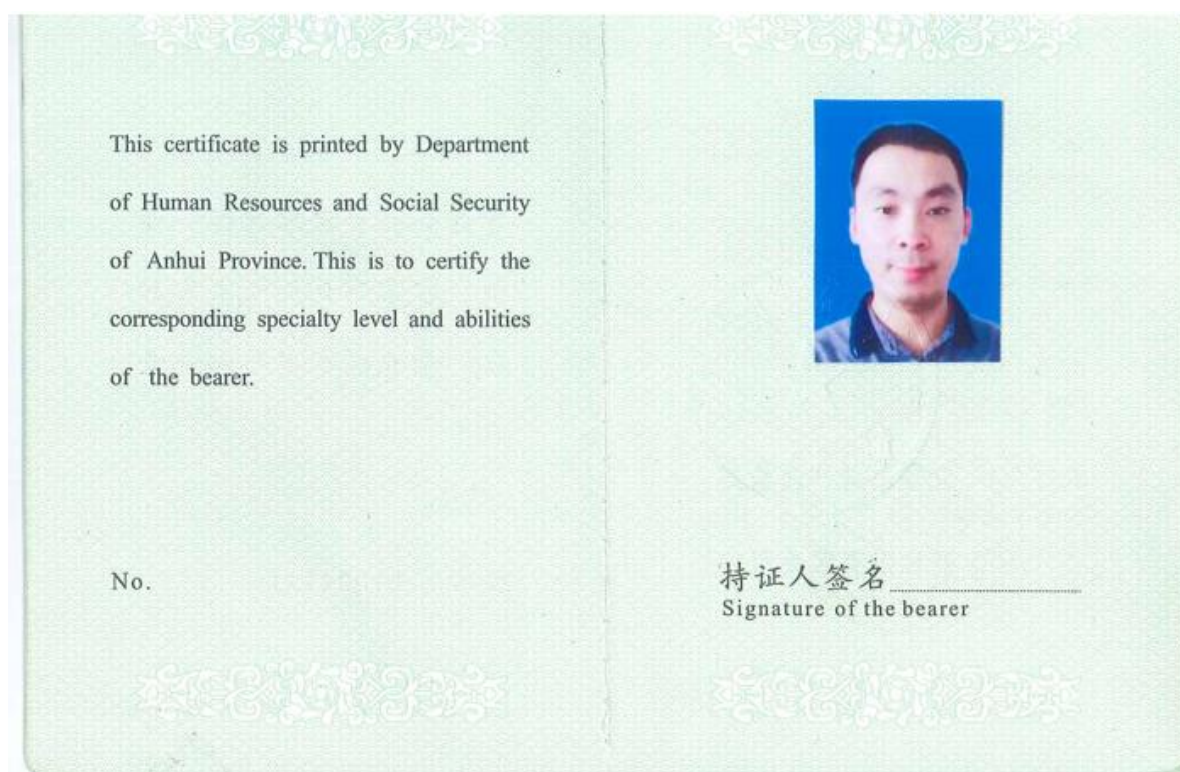 This certificate is printed by Department
of Human Resources and Social Security
of Anhui Province. This is to certify the
corresponding specialty level and abilities
of the bearer.
No.
持证人签名
Signature of the bearer